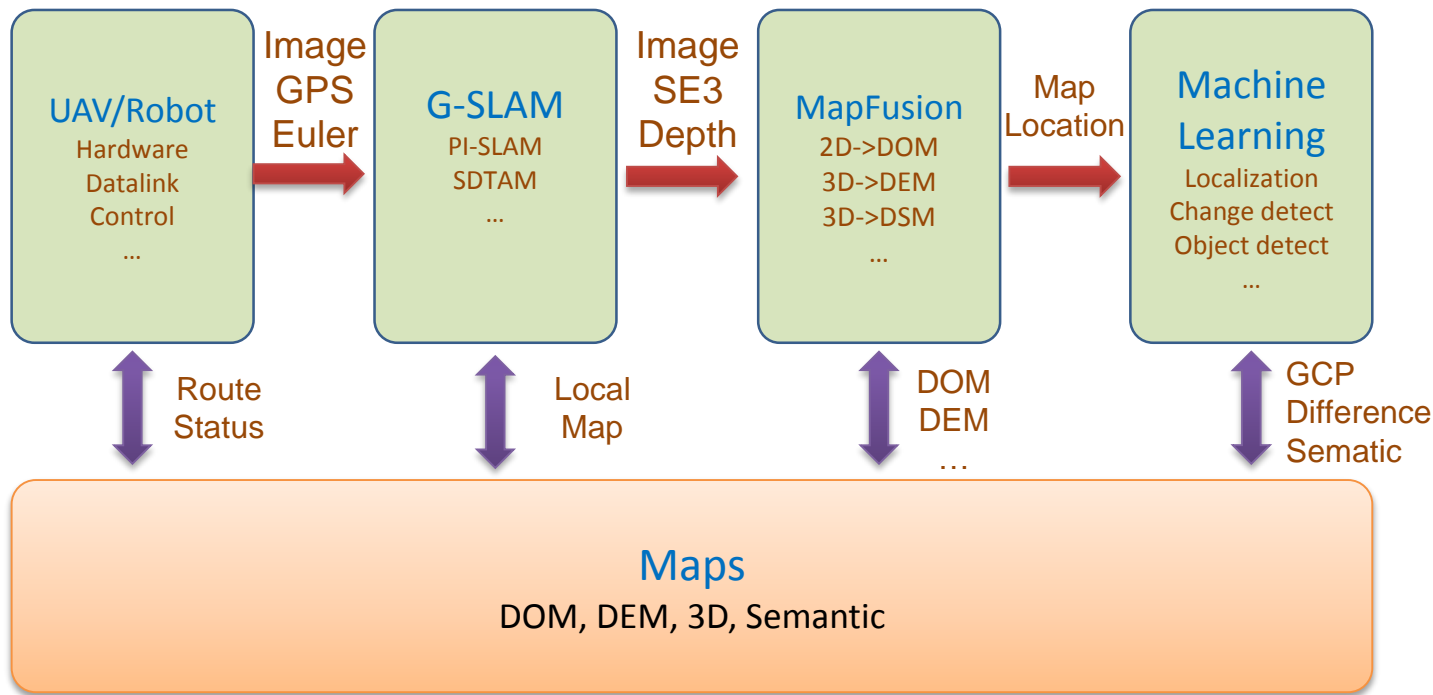 UAV/Robot
Hardware
Datalink
Control
...
Image
GPS
Euler
G-SLAM
PI-SLAM
SDTAM
...
Image
SE3
Depth
MapFusion
2D->DOM
3D->DEM
3D->DSM
...
Map
Location
Machine
Learning
Localization
Change detect
Object detect
...
Route
Status
Local
Map
DOM
DEM
...
GCP
Difference
Sematic
Maps
DOM, DEM, 3D, Semantic